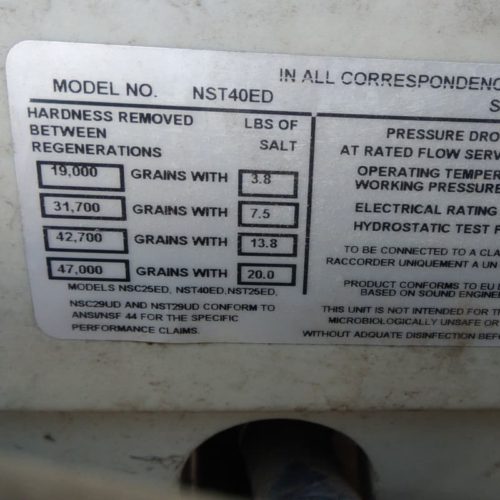 IN ALL CORRESPONDENC
MODEL NO. NST40ED
HARDNESS REMOVED BETWEEN REGENERATIONS
LBS OF SALT
19,000 GRAINS WITH 3.8
31,700 GRAINS WITH 7.5
42,700 GRAINS WITH 13.8
47,000 GRAINS WITH 20.0
MODELS NSC25ED, NST40ED,NST25ED,
NSC29UD AND NST29UD CONFORM TO
ANSI/NSF 44 FOR THE SPECIFIC
PERFORMANCE CLAIMS.
S
PRESSURE DRO
AT RATED FLOW SERV
OPERATING TEMPER
WORKING PRESSURE
ELECTRICAL RATING
HYDROSTATIC TEST P
TO BE CONNECTED TO A CLA
RACCORDER UNIQUEMENT A UN
PRODUCT CONFORMS TO EU D
BASED ON SOUND ENGINEE
THIS UNIT IS NOT INTENDED FOR TH
MICROBIOLOGICALLY UNSAFE OR
WITHOUT ADQUATE DISINFECTION BEFO